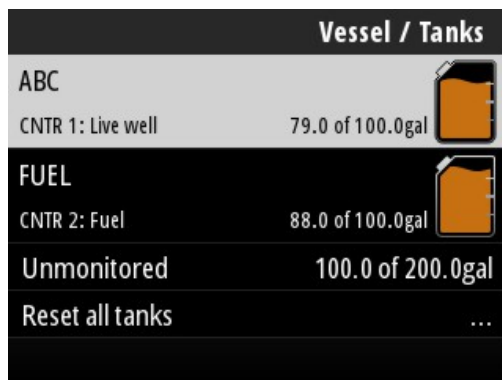 Vessel / Tanks
ABC
CNTR 1: Live well 79.0 of 100.0gal
FUEL
CNTR 2: Fuel 88.0 of 100.0gal
Unmonitored 100.0 of 200.0gal
Reset all tanks ...